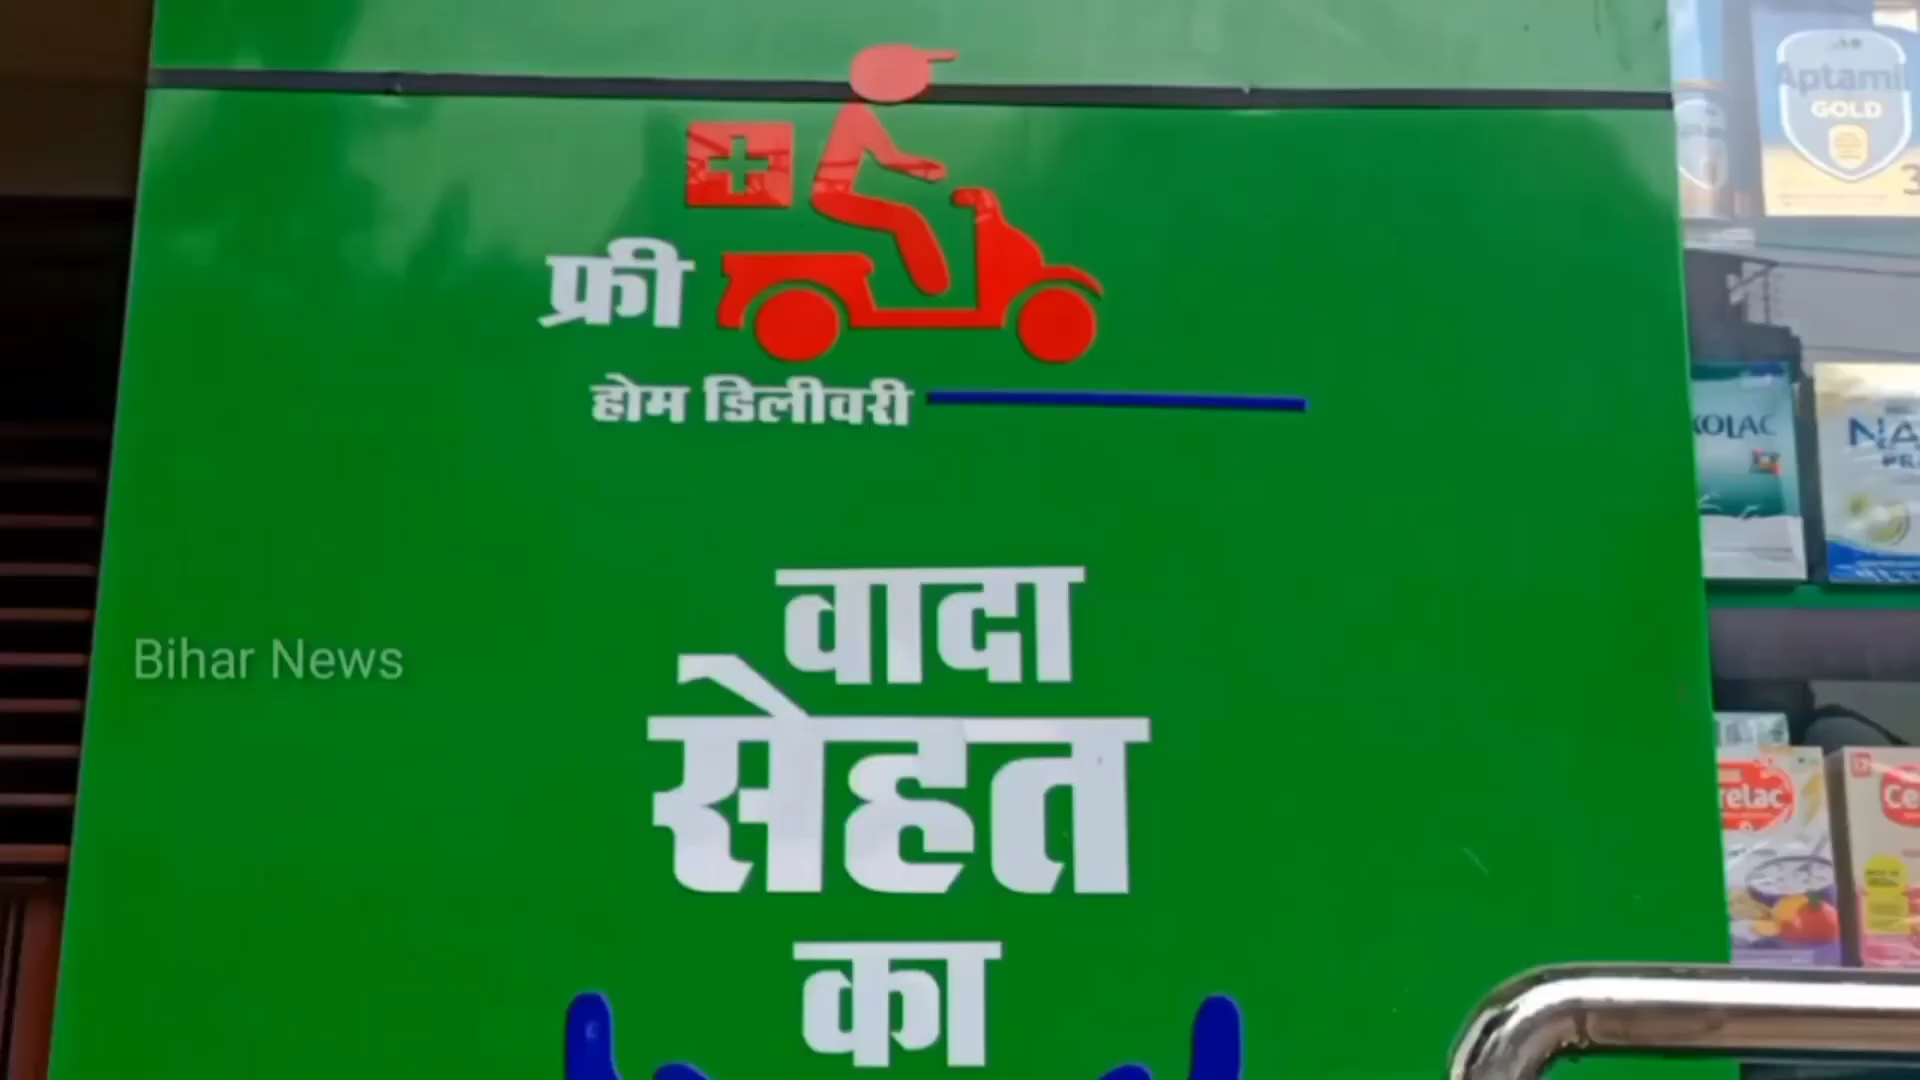 फ्री
होम डिलीवरी
वादा
सेहत
का
Bihar News
Aptamil
GOLD